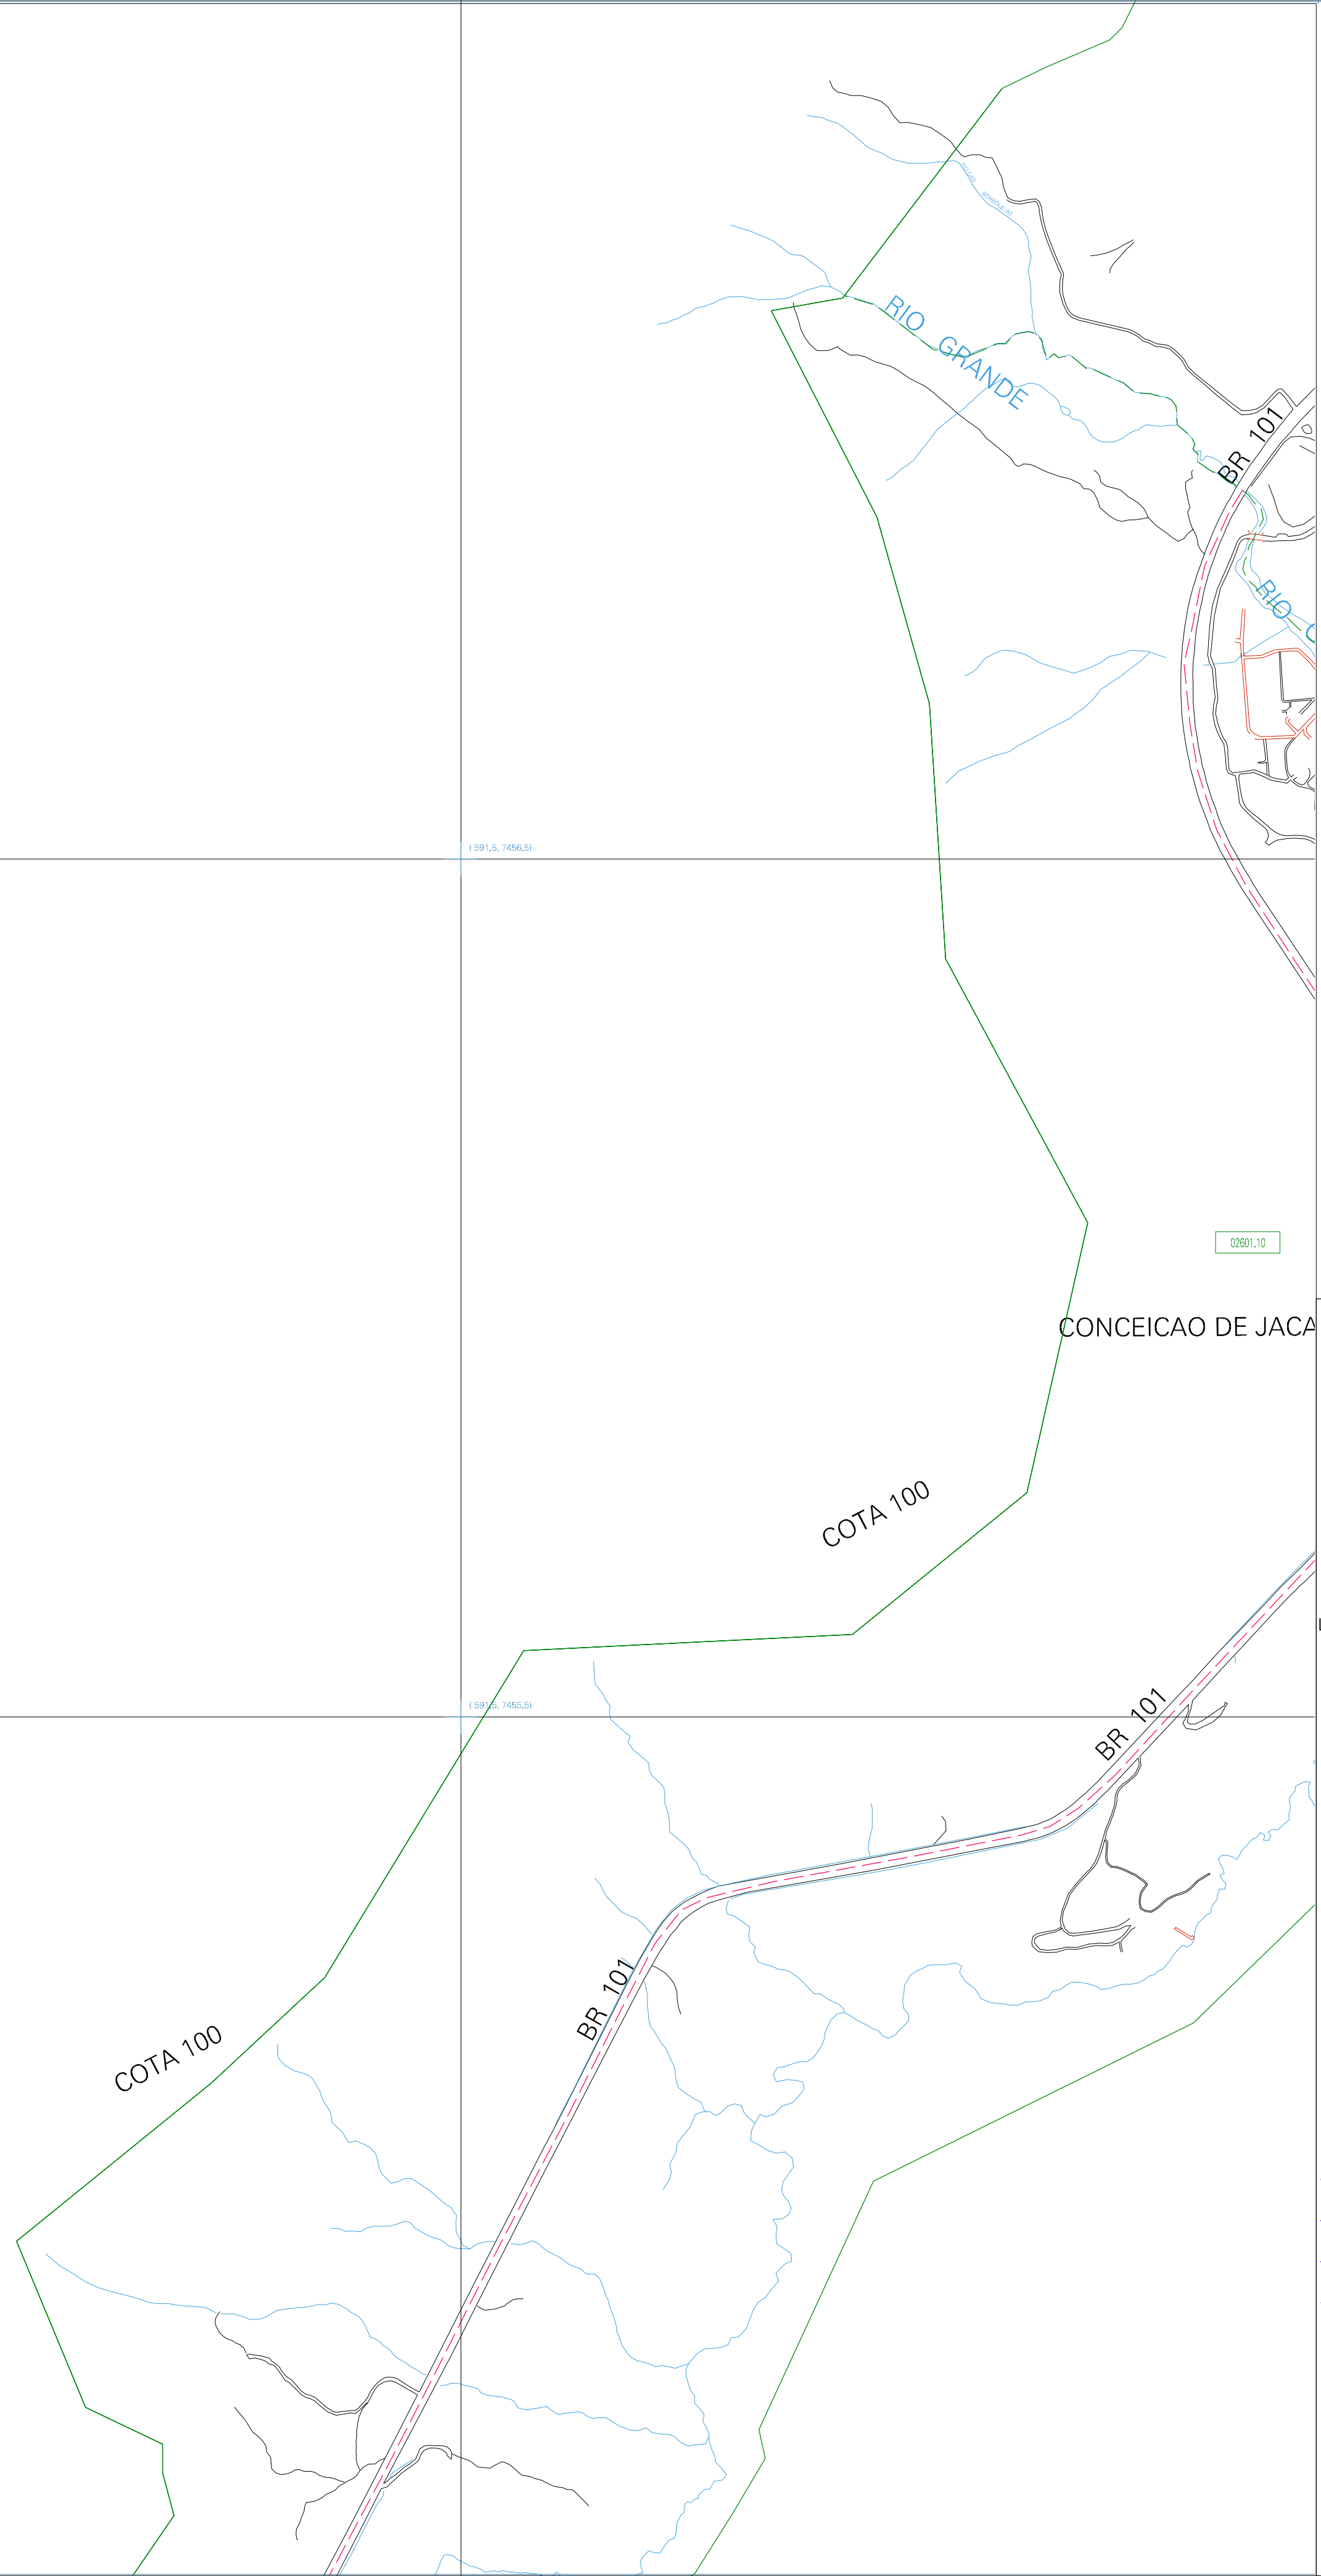 RIO GRANDE
BR 101
RIO
( 591,5, 7456,5)
02601.10
CONCEICAO DE JACA
COTA 100
( 591,5, 7455,5)
BR 101
BR 101
COTA 100